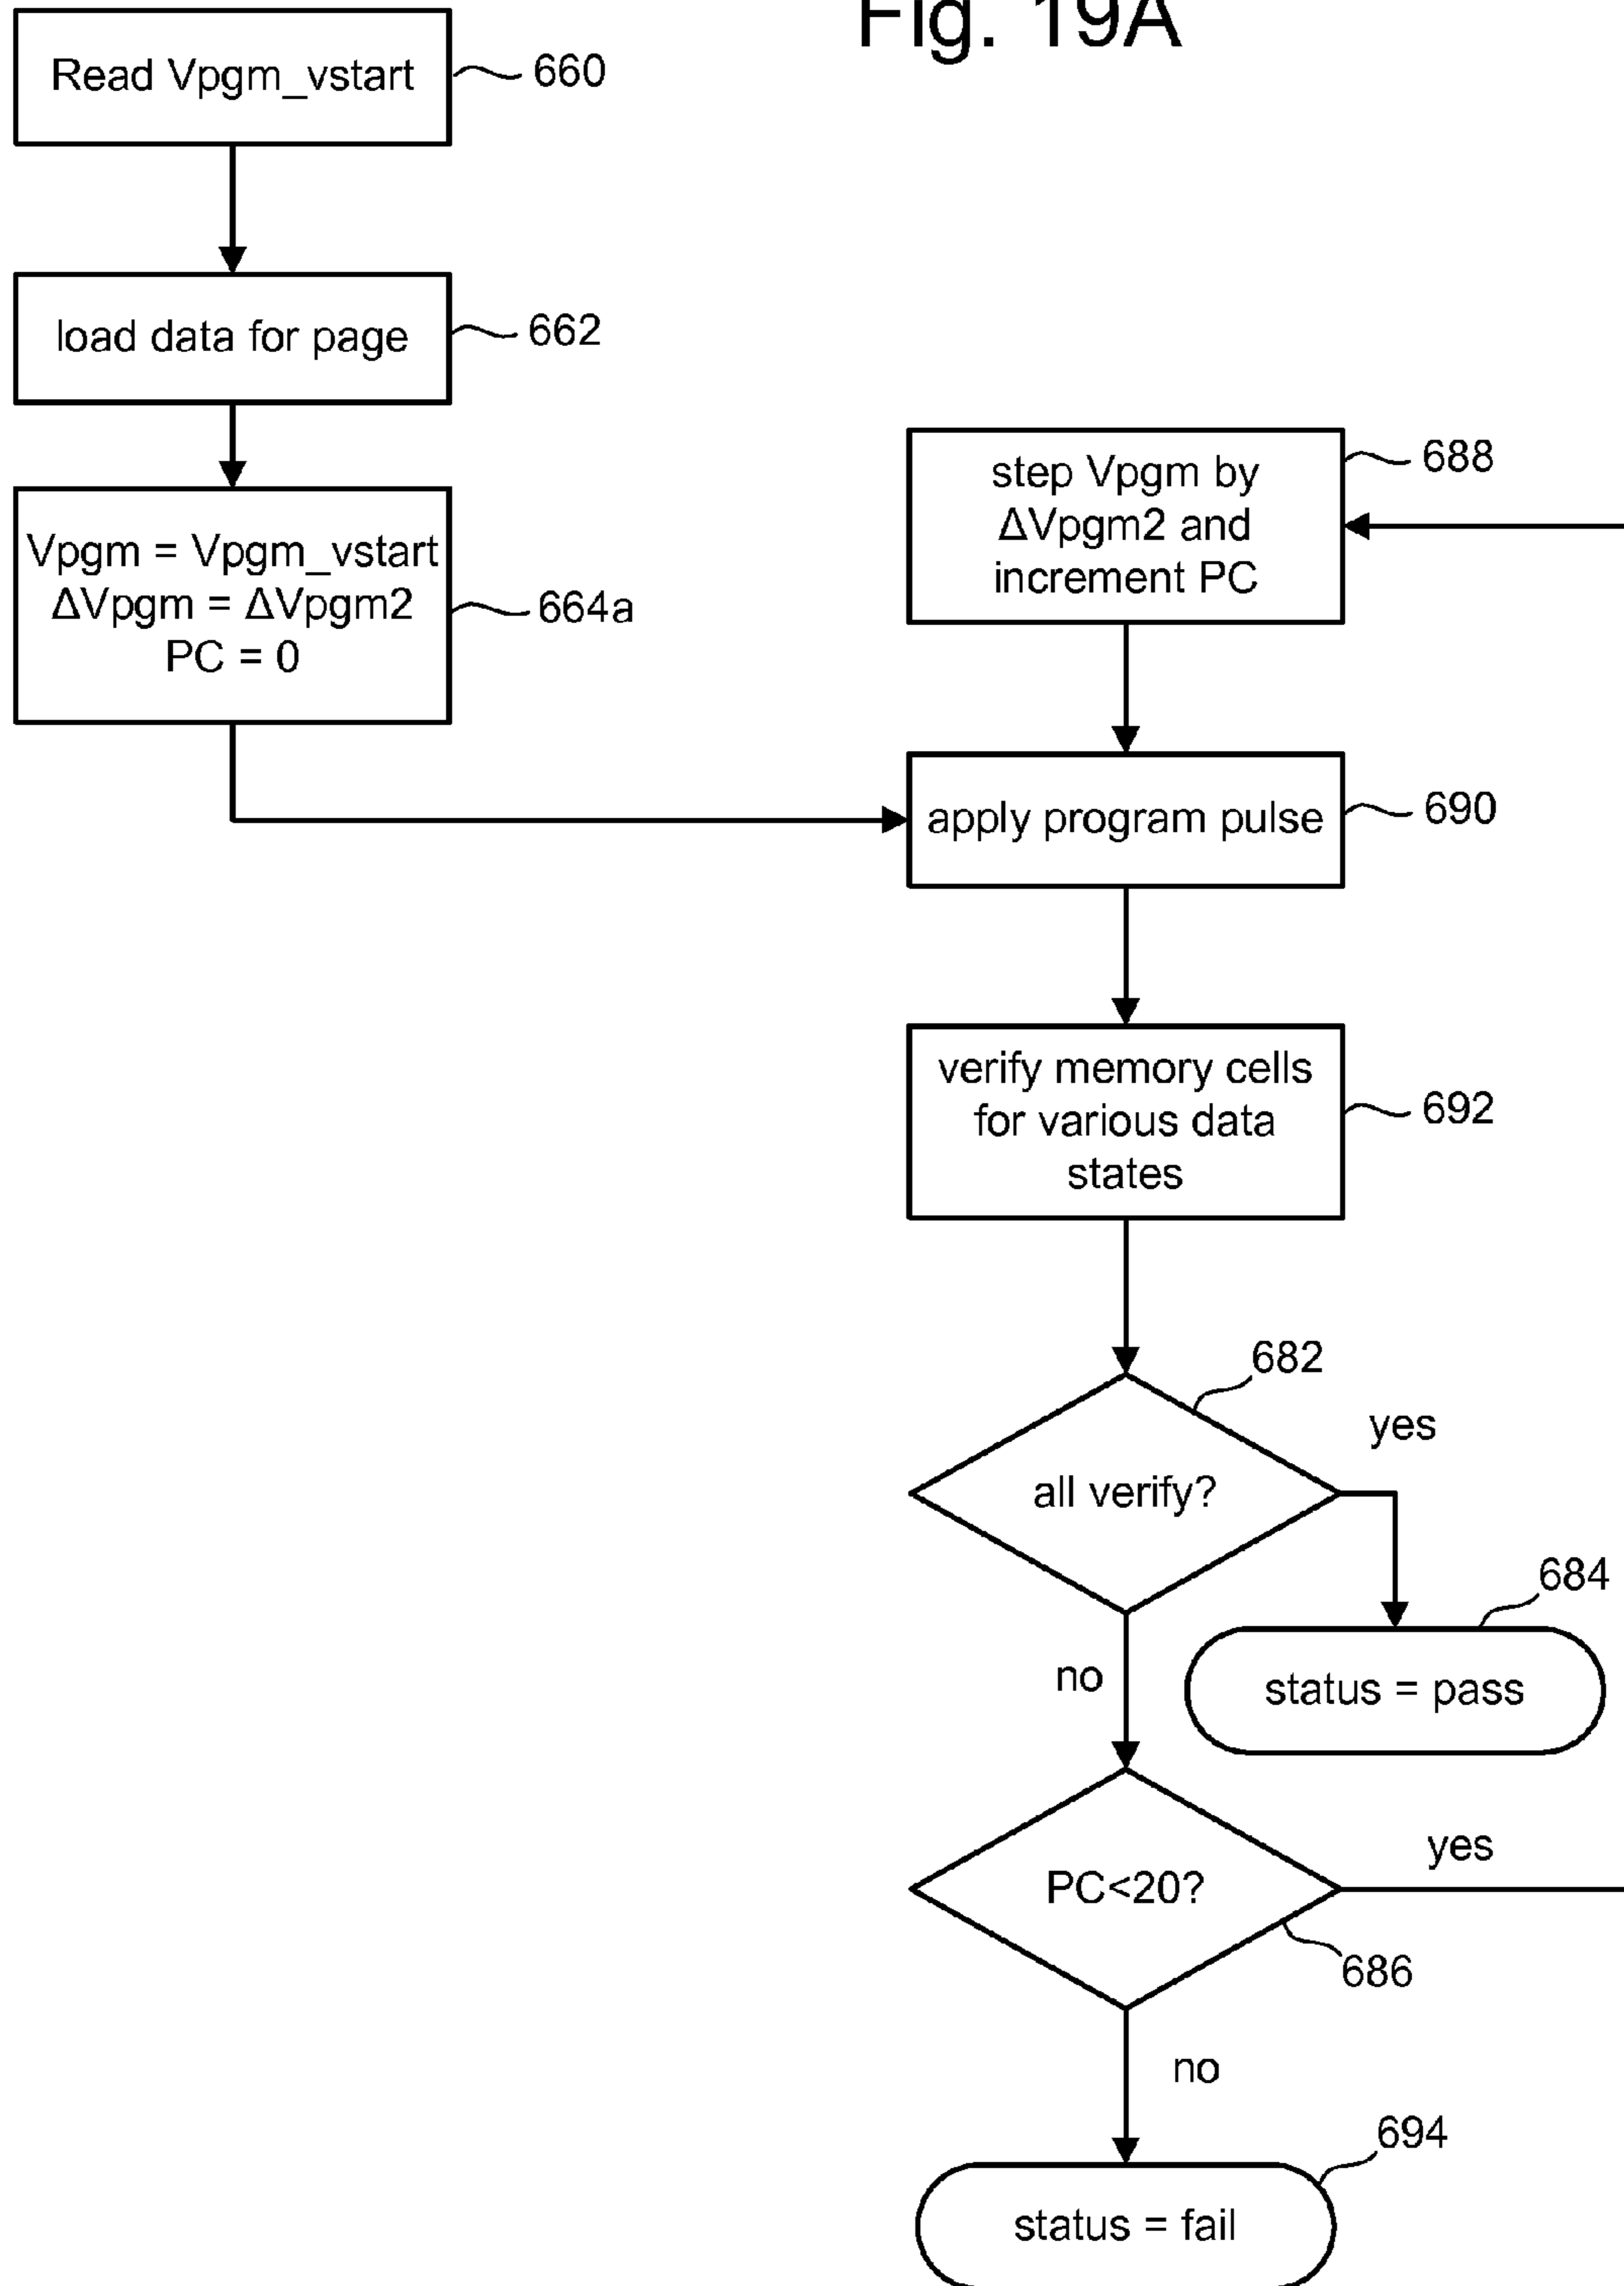 Fig. 19A
Read Vpgm_vstart
660
load data for page
662
Vpgm = Vpgm_vstart
ΔVpgm = ΔVpgm2
PC = 0
664a
step Vpgm by
ΔVpgm2 and
increment PC
688
apply program pulse
690
verify memory cells
for various data
states
692
682
all verify?
yes
684
status = pass
no
PC<20?
yes
686
no
694
status = fail